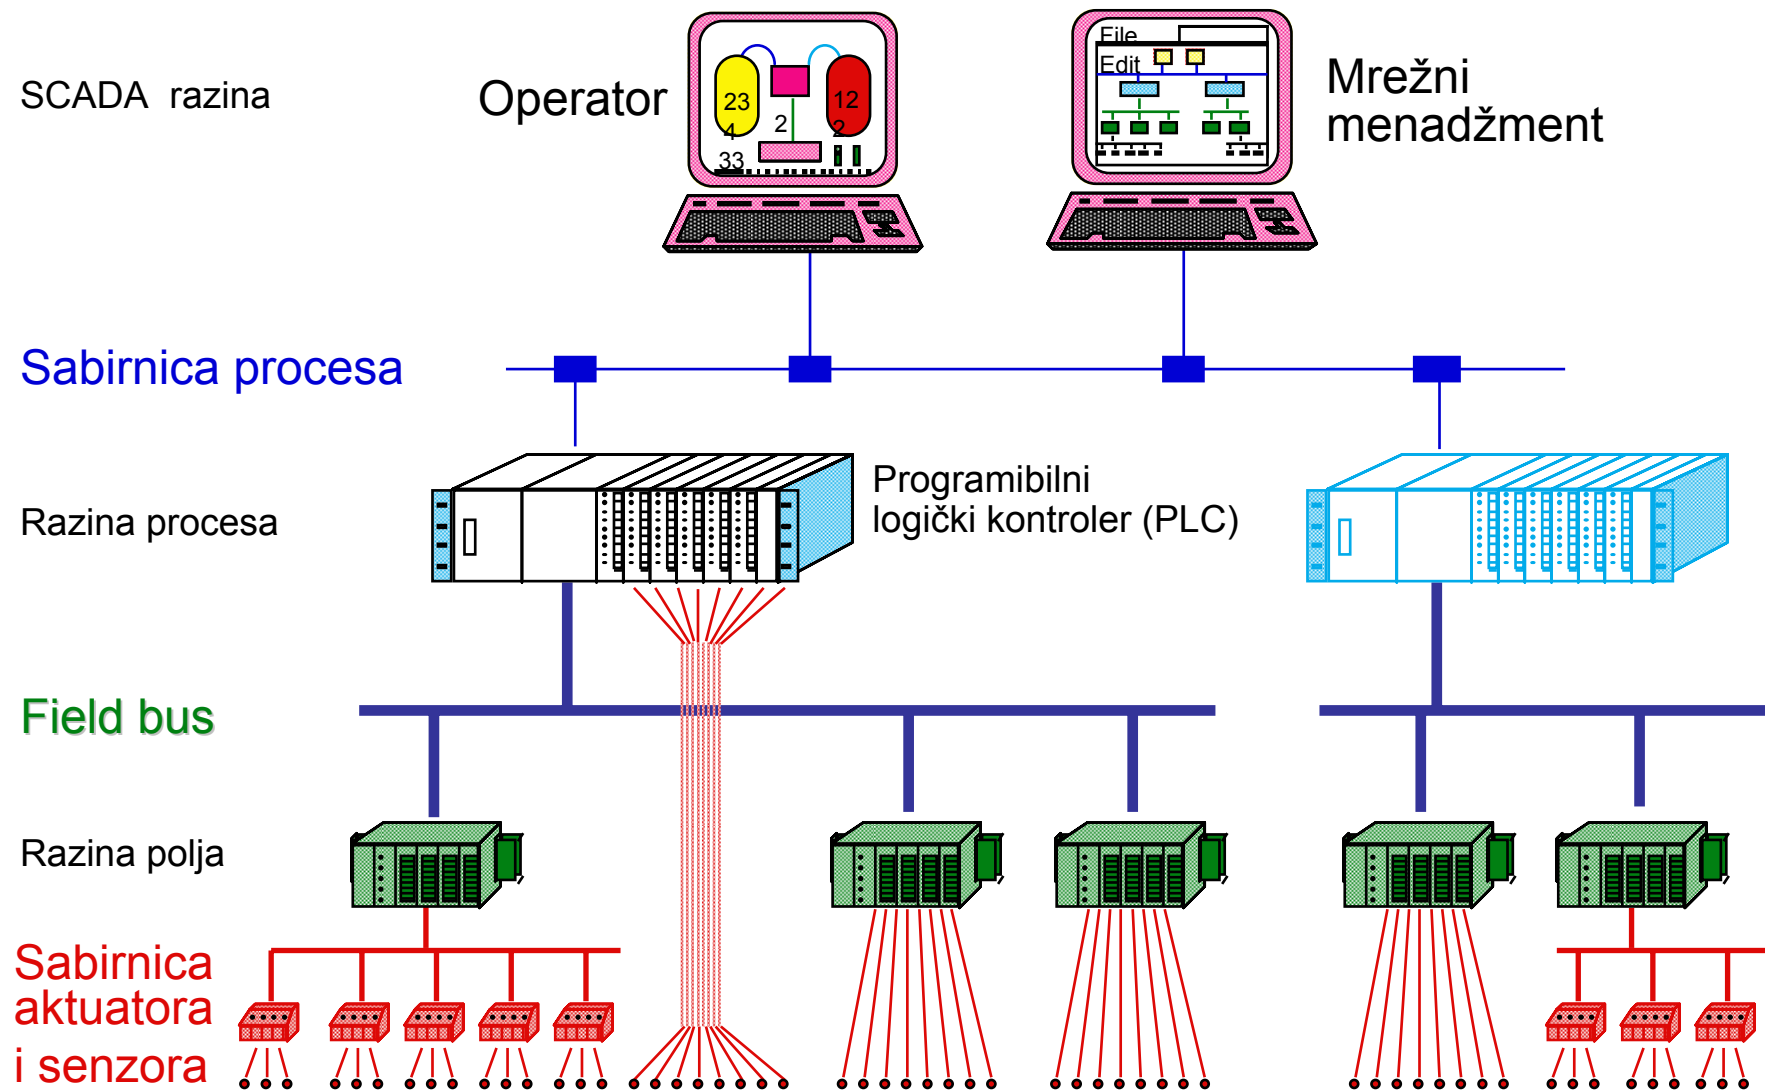 SCADA razina
Operator
23
4
2
12
2
33
File
Edit
Mrežni
menadžment
Sabirnica procesa
Razina procesa
Programibilni
logički kontroler (PLC)
Field bus
Razina polja
Sabirnica
aktuatora
i senzora